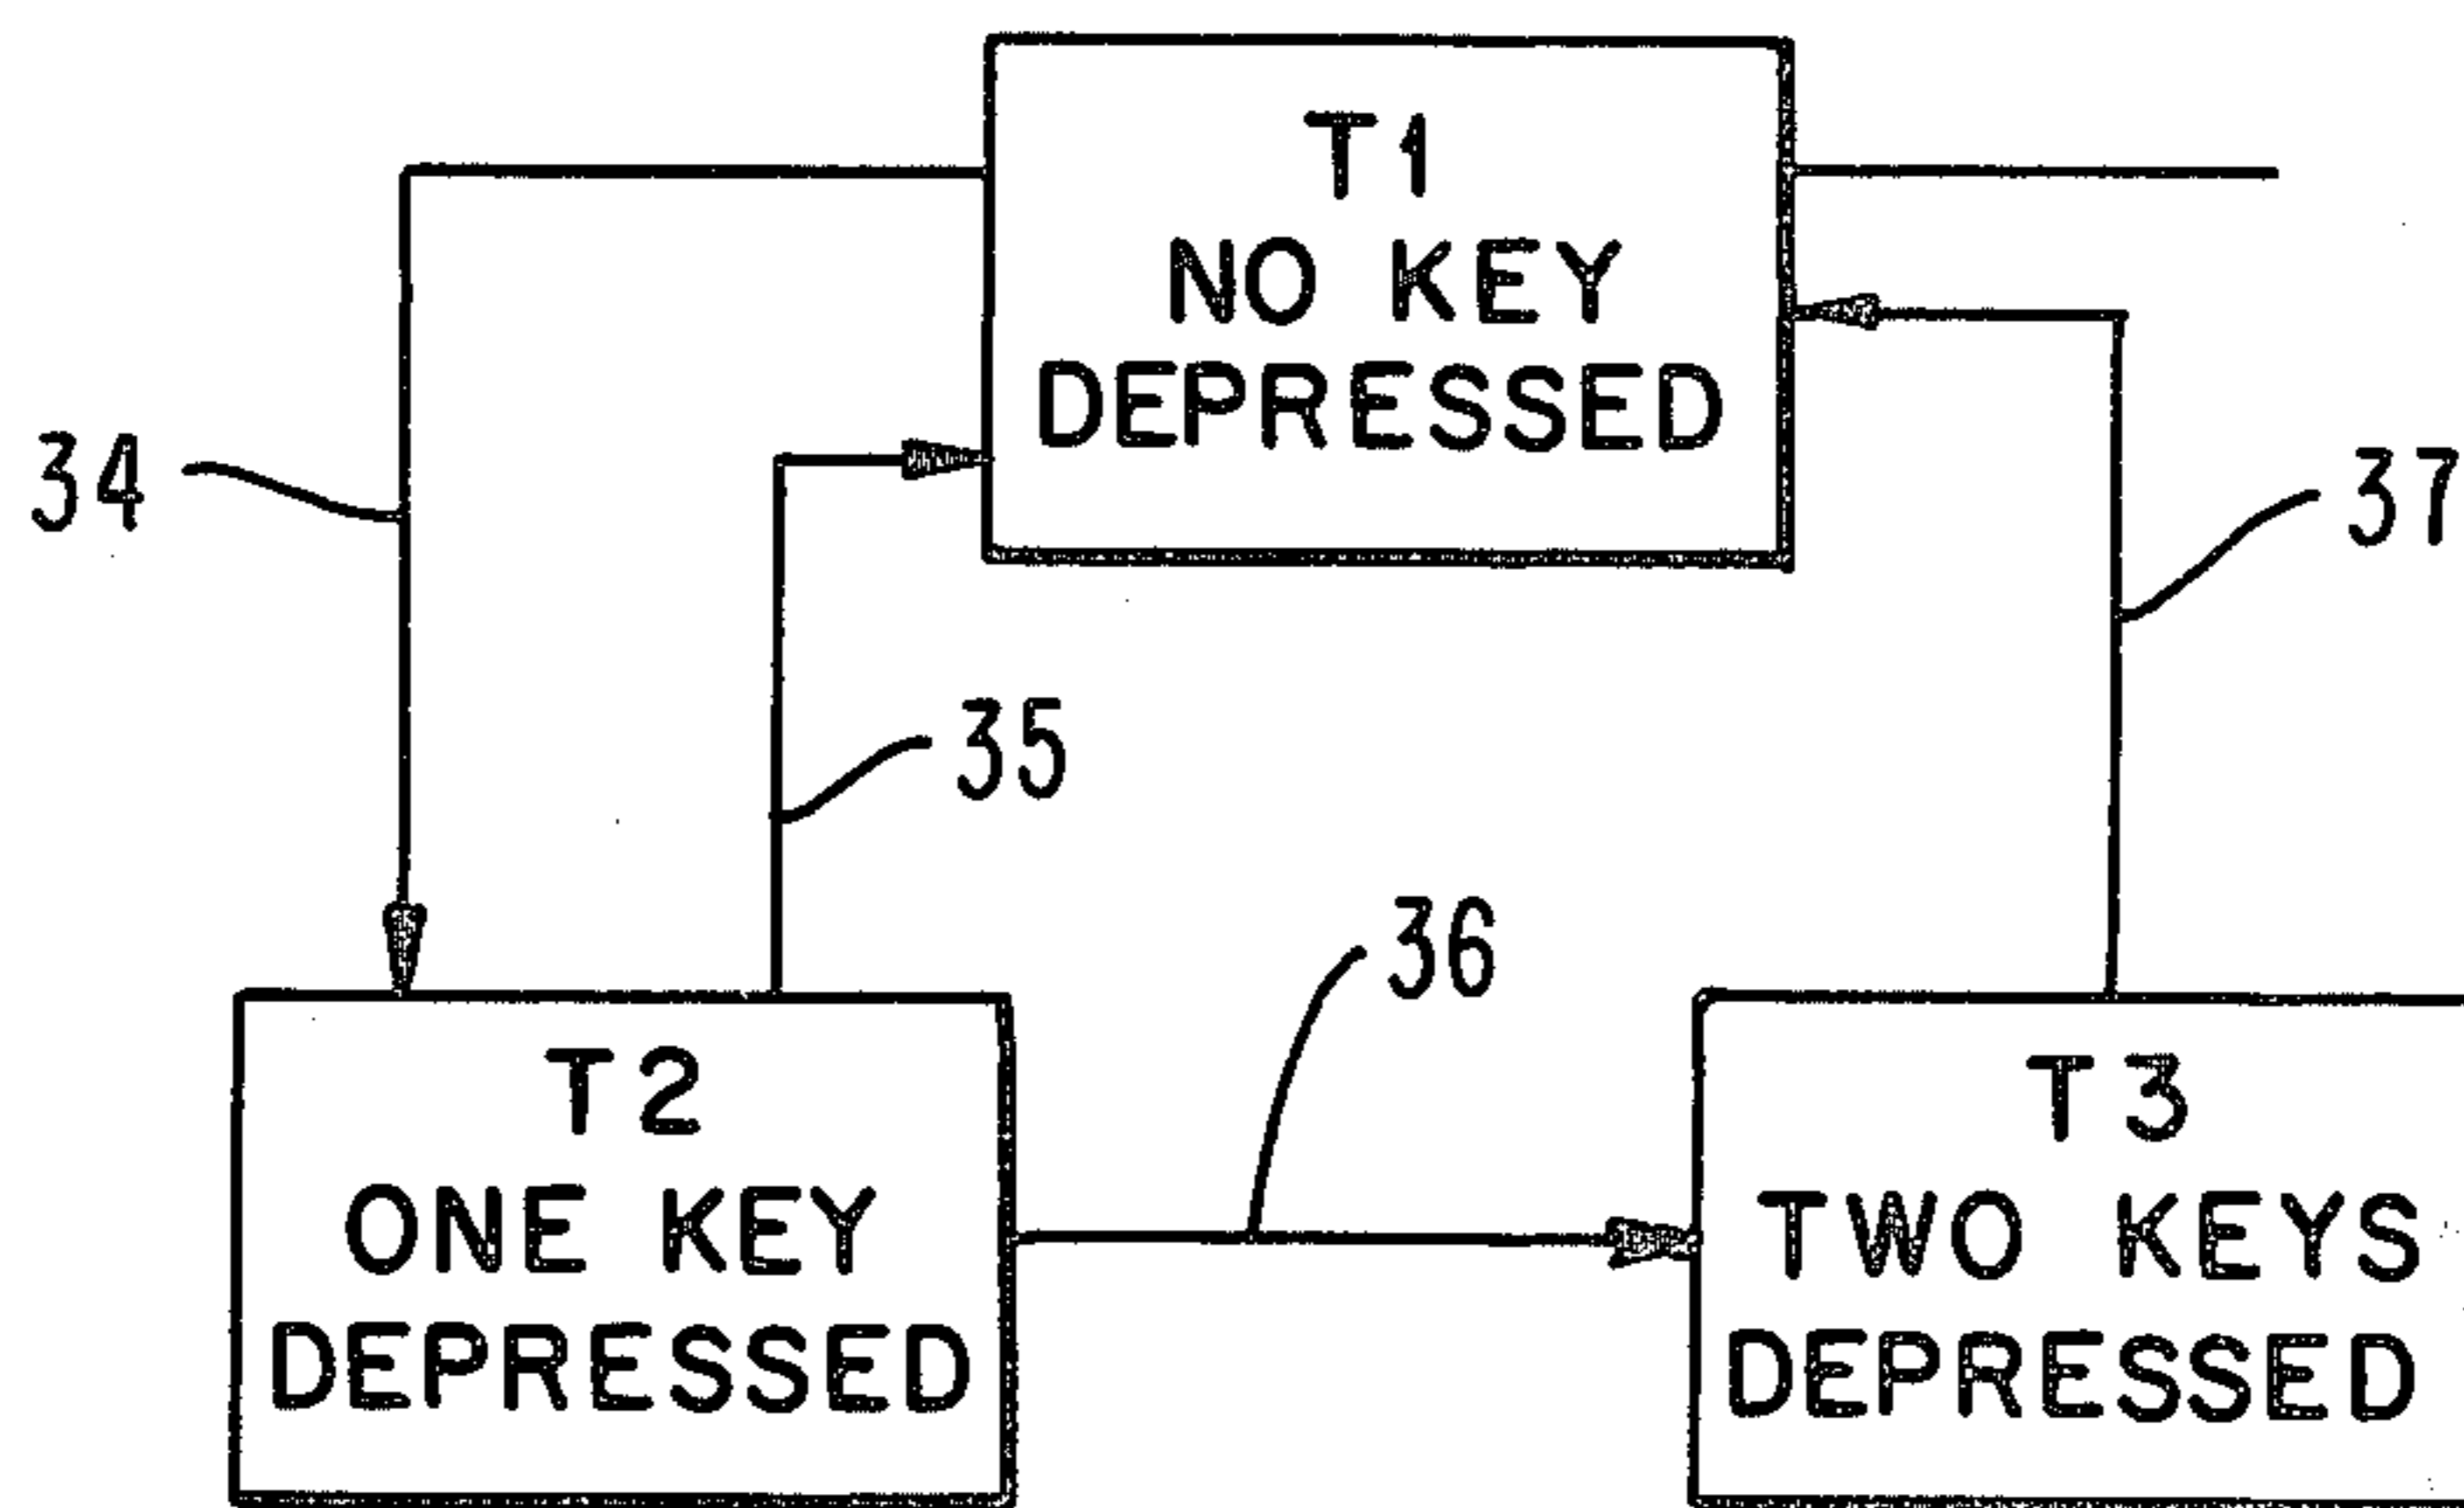 T1
NO KEY
DEPRESSED
34
37
35
36
T2
ONE KEY
DEPRESSED
T3
TWO KEYS
DEPRESSED